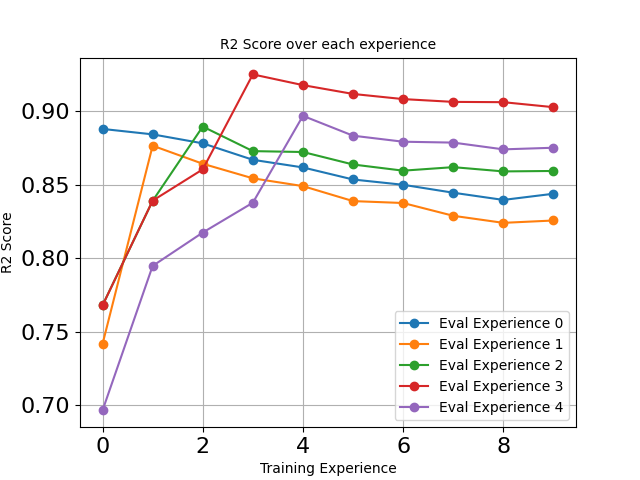 R2 Score over each experience
R2 Score
0.90
0.85
0.80
0.75
0.70
0 2 4 6 8
Training Experience
Eval Experience 0
Eval Experience 1
Eval Experience 2
Eval Experience 3
Eval Experience 4